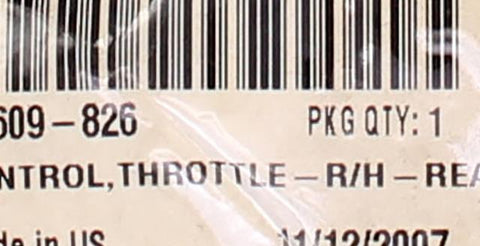 609-826 PKG QTY: 1
NTROL, THROTTLE - R/H - REA
de in US 11/12/2007